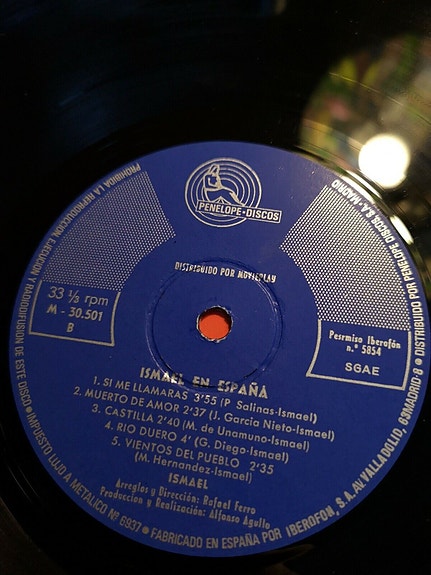 PENELOPE-DISCOS
DISTRIBUIDO POR MOVIEPLAY
33 ⅓ rpm
M - 30.501
B
Pesrmiso Iberofón
n.º 5854
SGAE
ISMAEL EN ESPAÑA
1. SI ME LLAMARAS 3'55 (P Salinas-Ismael)
2. MUERTO DE AMOR 2'37 (J. Garcia Nieto-Ismael)
3. CASTILLA 2'40 (M. de Unamuno-Ismael)
4. RIO DUERO 4' (G. Diego-Ismael)
5. VIENTOS DEL PUEBLO 2'35
(M. Hernandez-Ismael)
ISMAEL
Arreglos y Dirección: Rafael Ferro
Produccion y Realización: Alfonso Agullo
PROHIBIDA LA REPRODUCCION, EJECUCION Y RADIODIFUSION DE ESTE DISCO • IMPUESTO LUJO A METALICO Nº 6937 • FABRICADO EN ESPAÑA POR IBEROFON, S.A. AV. VALLADOLID, 69 MADRID-8 • DISTRIBUIDO POR PENELOPE DISCOS S.A. MADRID